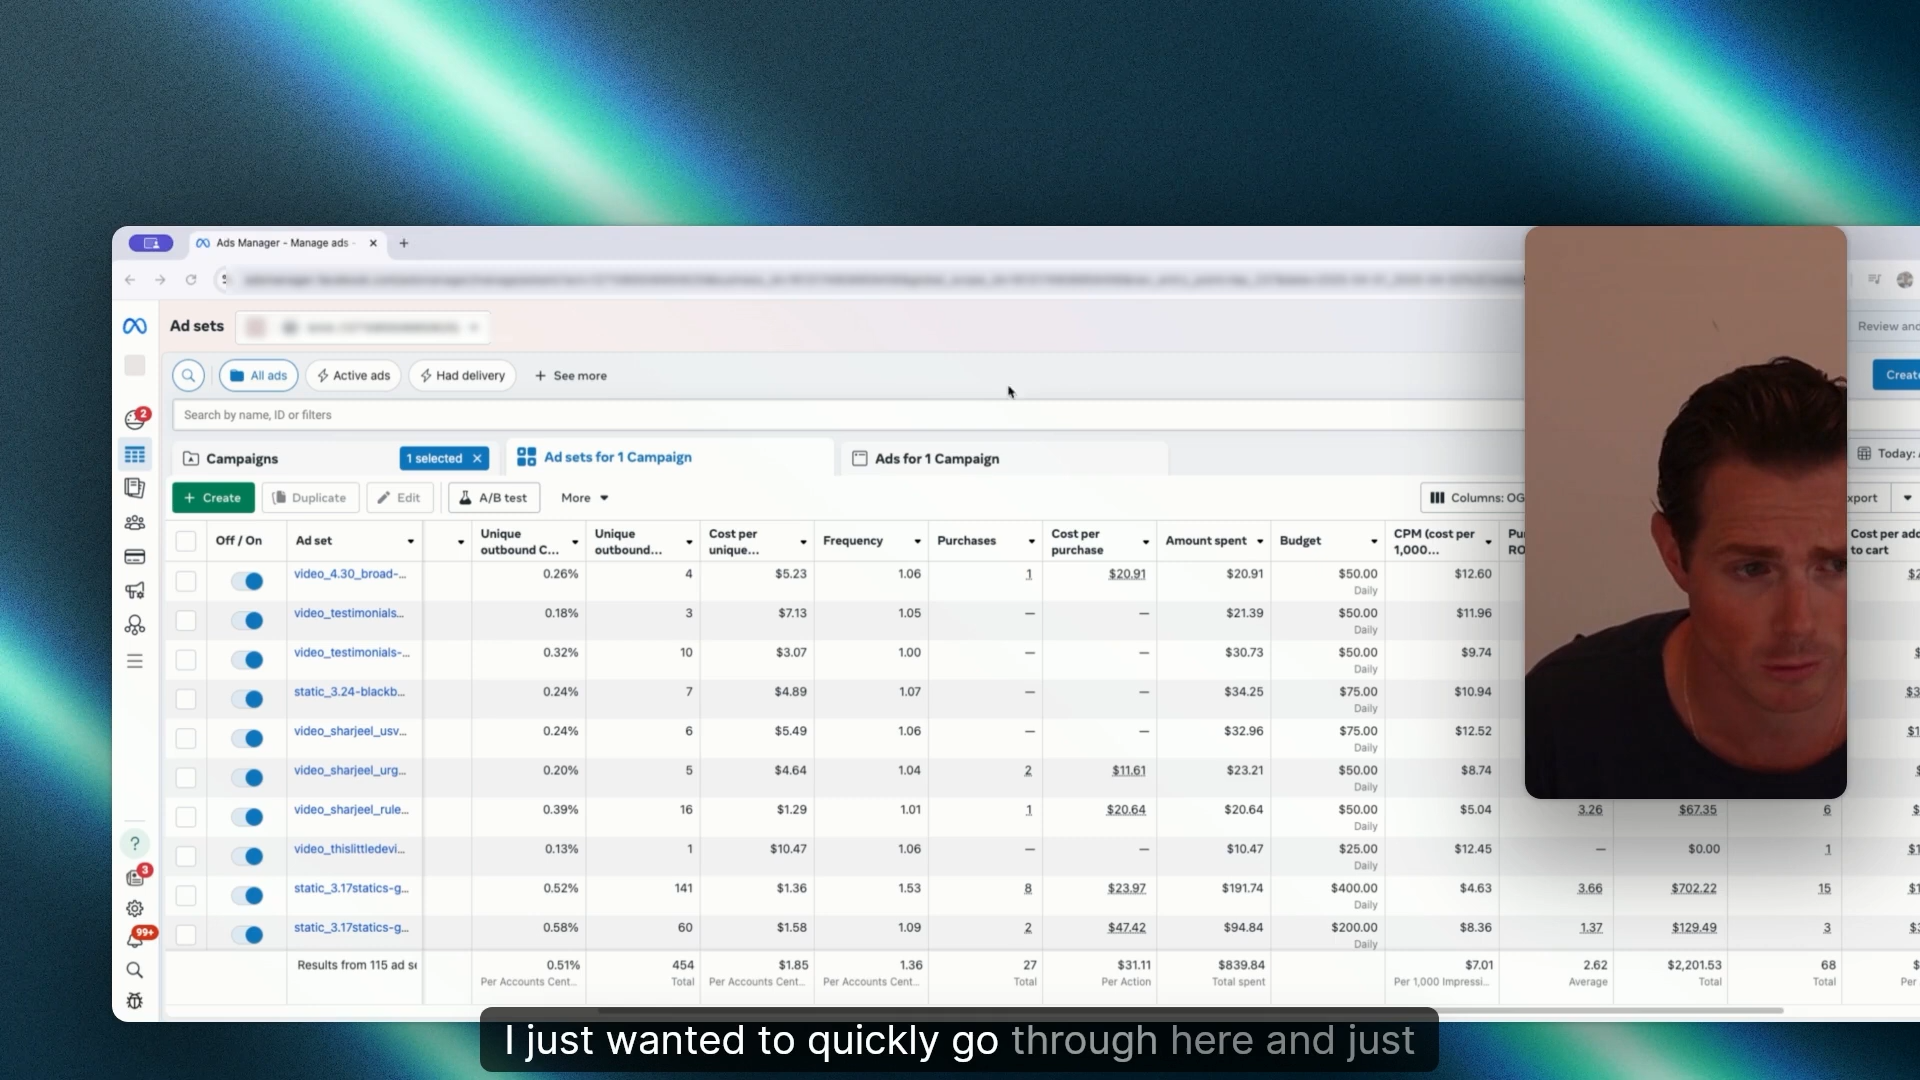 Ads Manager - Manage ads -
Ad sets
Review and
All ads
Active ads
Had delivery
+ See more
Create
Search by name, ID or filters
Campaigns
1 selected
Ad sets for 1 Campaign
Ads for 1 Campaign
Today:
+ Create
Duplicate
Edit
A/B test
More
Columns: OG
xport
Off / On
Ad set
Unique outbound C...
Unique outbound...
Cost per unique...
Frequency
Purchases
Cost per purchase
Amount spent
Budget
CPM (cost per 1,000...
Pu
RO
Cost per add to cart
video_4.30_broad-... 0.26% 4 $5.23 1.06 1 $20.91 $20.91 $50.00 $12.60
Daily
video_testimonials... 0.18% 3 $7.13 1.05 — — $21.39 $50.00 $11.96
Daily
video_testimonials-... 0.32% 10 $3.07 1.00 — — $30.73 $50.00 $9.74
Daily
static_3.24-blackb... 0.24% 7 $4.89 1.07 — — $34.25 $75.00 $10.94
Daily
video_sharjeel_usv... 0.24% 6 $5.49 1.06 — — $32.96 $75.00 $12.52
Daily
video_sharjeel_urg... 0.20% 5 $4.64 1.04 2 $11.61 $23.21 $50.00 $8.74
Daily
video_sharjeel_rule... 0.39% 16 $1.29 1.01 1 $20.64 $20.64 $50.00 $5.04 3.26 $67.35 6
Daily
video_thislittledevi... 0.13% 1 $10.47 1.06 — — $10.47 $25.00 $12.45 — $0.00 1
Daily
static_3.17statics-g... 0.52% 141 $1.36 1.53 8 $23.97 $191.74 $400.00 $4.63 3.66 $702.22 15
Daily
static_3.17statics-g... 0.58% 60 $1.58 1.09 2 $47.42 $94.84 $200.00 $8.36 1.37 $129.49 3
Daily
Results from 115 ad se 0.51% 454 $1.85 1.36 27 $31.11 $839.84 $7.01 2.62 $2,201.53 68
Per Accounts Cent... Total Per Accounts Cent... Per Accounts Cent... Total Per Action Total spent Per 1,000 Impressi... Average Total Total Per
2
3
99+
I just wanted to quickly go through here and just